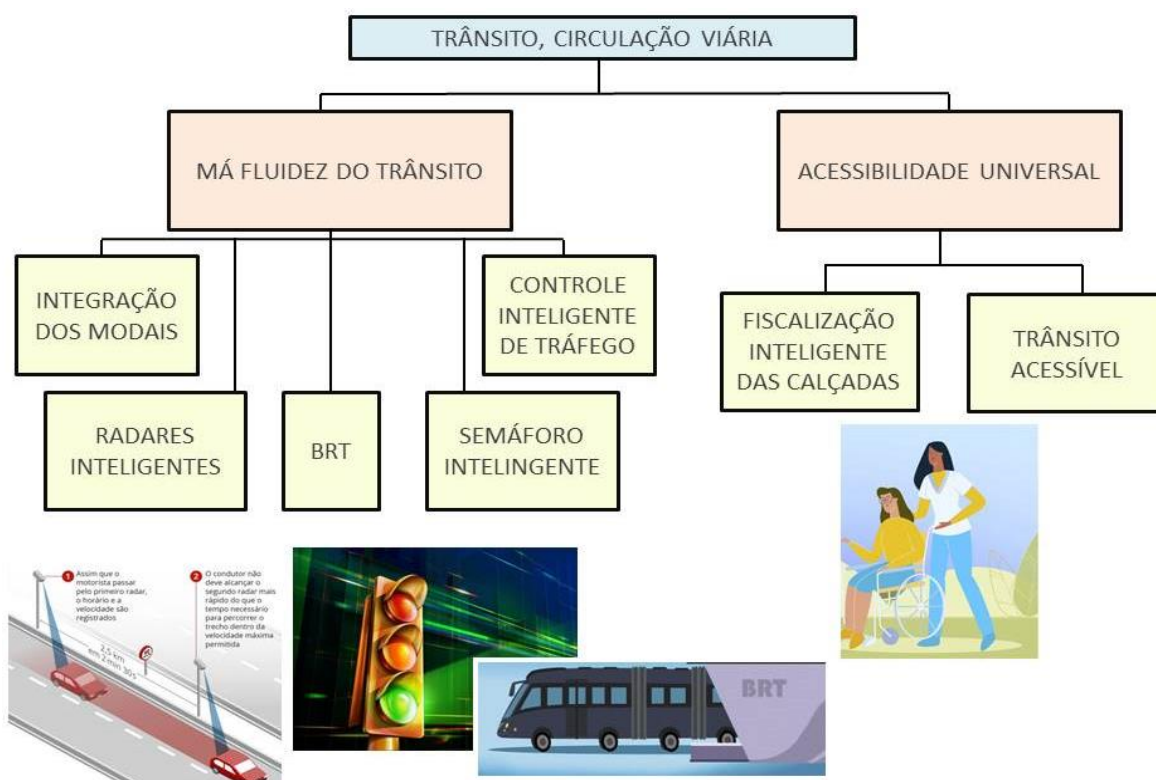 TRÂNSITO, CIRCULAÇÃO VIÁRIA
MÁ FLUIDEZ DO TRÂNSITO
ACESSIBILIDADE UNIVERSAL
INTEGRAÇÃO
DOS MODAIS
CONTROLE
INTELIGENTE
DE TRÁFEGO
FISCALIZAÇÃO
INTELIGENTE
DAS CALÇADAS
TRÂNSITO
ACESSÍVEL
RADARES
INTELIGENTES
BRT
SEMÁFORO
INTELINGENTE
1
Assim que o
motorista passar
pelo primeiro radar,
o horário e a
velocidade são
registrados
2
O condutor não
deve alcançar o
segundo radar mais
rápido do que o
tempo necessário
para percorrer o
trecho dentro da
velocidade máxima
permitida
2,5 km
em 2 min 30s
BRT